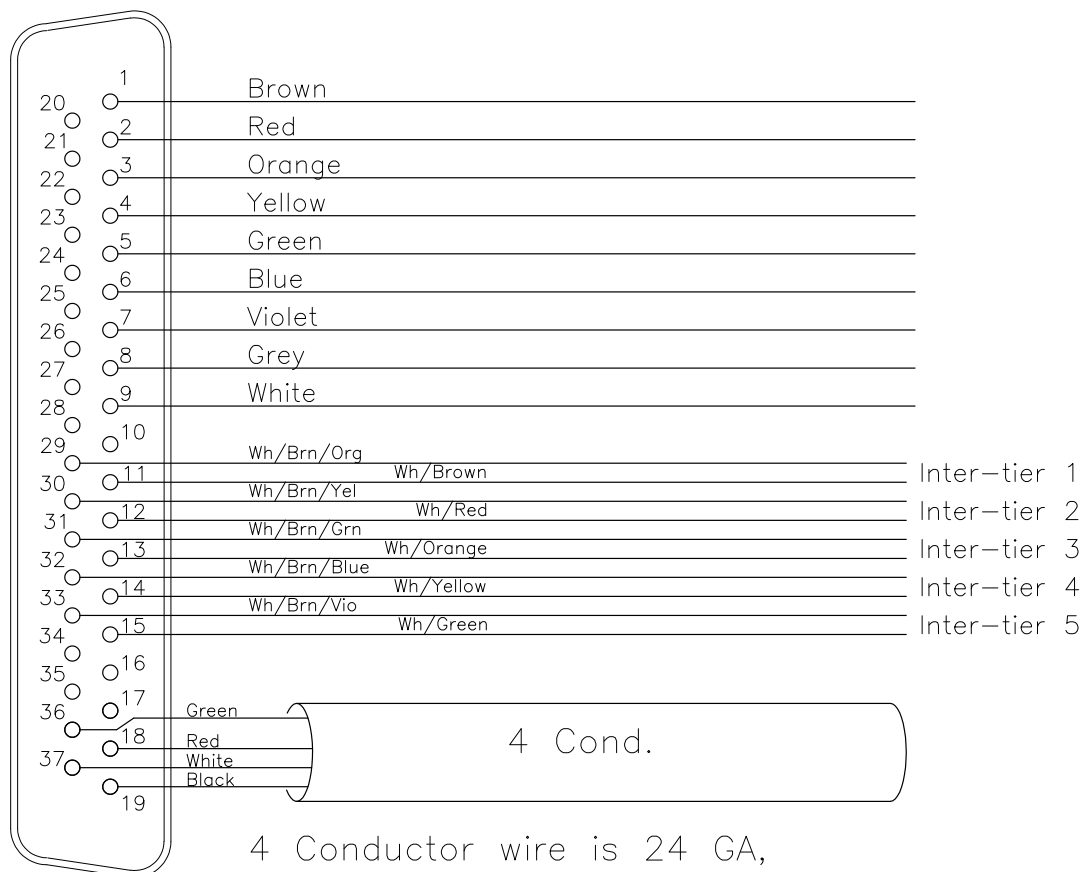 1
20 Brown
2
21 Red
3
22 Orange
4
23 Yellow
5
24 Green
6
25 Blue
7
26 Violet
8
27 Grey
9
28 White
10
29 Wh/Brn/Org
11 Wh/Brown Inter-tier 1
30 Wh/Brn/Yel
12 Wh/Red Inter-tier 2
31 Wh/Brn/Grn
13 Wh/Orange Inter-tier 3
32 Wh/Brn/Blue
14 Wh/Yellow Inter-tier 4
33 Wh/Brn/Vio
15 Wh/Green Inter-tier 5
34
16
35
17
36 Green
18 Red 4 Cond.
37 White
Black
19
4 Conductor wire is 24 GA,